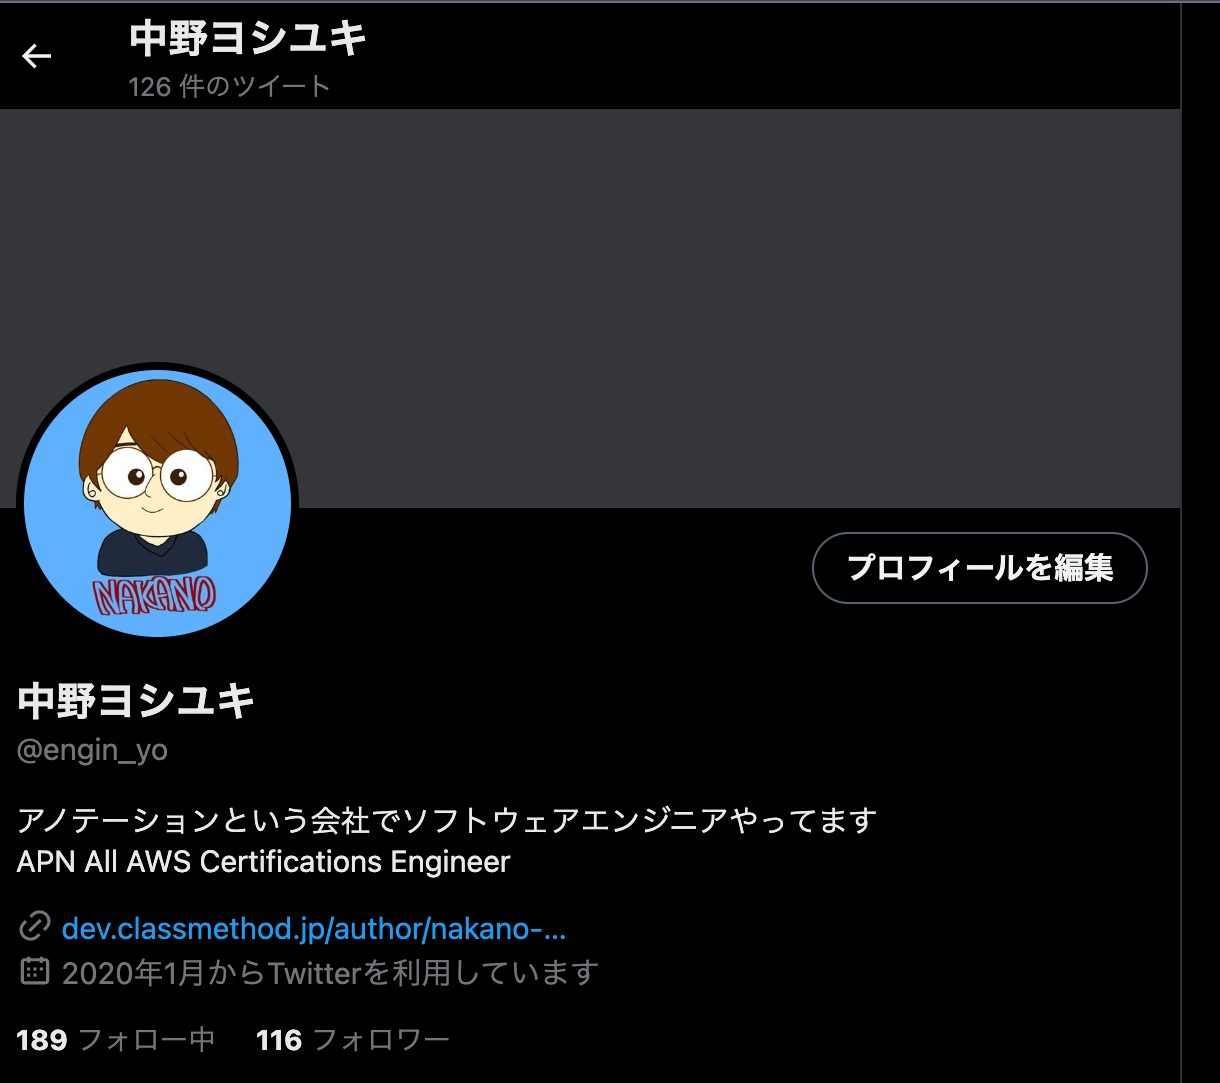 中野ヨシユキ
126 件のツイート
NAKANO
プロフィールを編集
中野ヨシユキ
@engin_yo
アノテーションという会社でソフトウェアエンジニアやってます
APN All AWS Certifications Engineer
dev.classmethod.jp/author/nakano-...
2020年1月からTwitterを利用しています
189 フォロー中 116 フォロワー